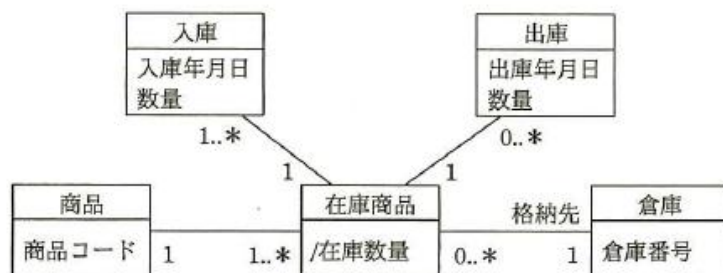 入庫
入庫年月日
数量
出庫
出庫年月日
数量
1..*
0..*
1
1
商品
商品コード
1
1..*
在庫商品
/在庫数量
格納先
0..*
1
倉庫
倉庫番号